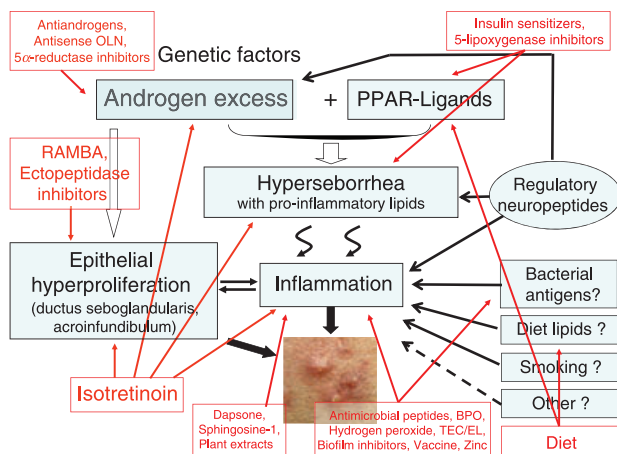 Antiandrogens,
Antisense OLN,
5α-reductase inhibitors
Genetic factors
Insulin sensitizers,
5-lipoxygenase inhibitors
Androgen excess
+
PPAR-Ligands
RAMBA,
Ectopeptidase
inhibitors
Hyperseborrhea
with pro-inflammatory lipids
Regulatory
neuropeptides
Epithelial
hyperproliferation
(ductus seboglandularis,
acroinfundibulum)
Inflammation
Bacterial
antigens?
Diet lipids ?
Smoking ?
Other ?
Isotretinoin
Dapsone,
Sphingosine-1,
Plant extracts
Antimicrobial peptides, BPO,
Hydrogen peroxide, TEC/EL,
Biofilm inhibitors, Vaccine, Zinc
Diet